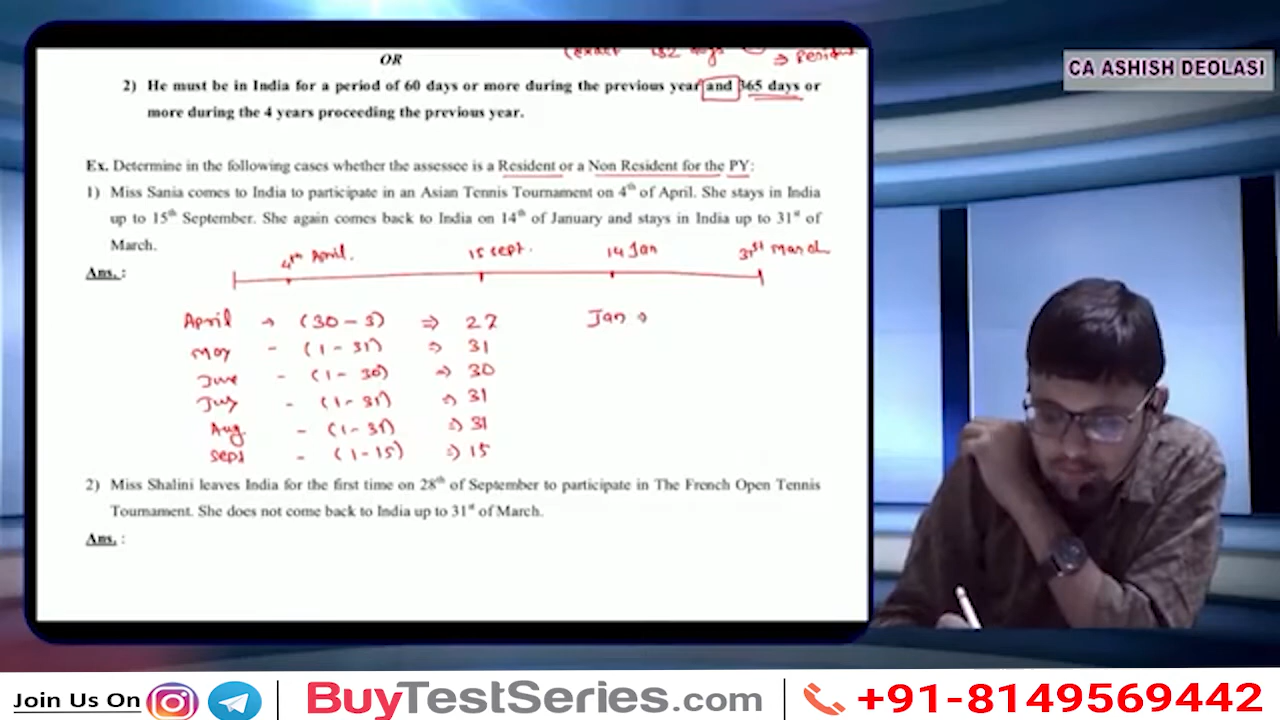 (exact 182 days ⇒ resident
OR
CA ASHISH DEOLASI
2) He must be in India for a period of 60 days or more during the previous year and 365 days or
more during the 4 years proceeding the previous year.
Ex. Determine in the following cases whether the assessee is a Resident or a Non Resident for the PY:
1) Miss Sania comes to India to participate in an Asian Tennis Tournament on 4th of April. She stays in India
up to 15th September. She again comes back to India on 14th of January and stays in India up to 31st of
March.
4th April. 15 sept. 14 Jan 31st March
Ans. :
April → (30 - 3) ⇒ 27 Jan →
May - (1 - 31) ⇒ 31
June - (1 - 30) ⇒ 30
July - (1 - 31) ⇒ 31
Aug. - (1 - 31) ⇒ 31
Sept - (1 - 15) ⇒ 15
2) Miss Shalini leaves India for the first time on 28th of September to participate in The French Open Tennis
Tournament. She does not come back to India up to 31st of March.
Ans. :
Join Us On BuyTestSeries.com +91-8149569442